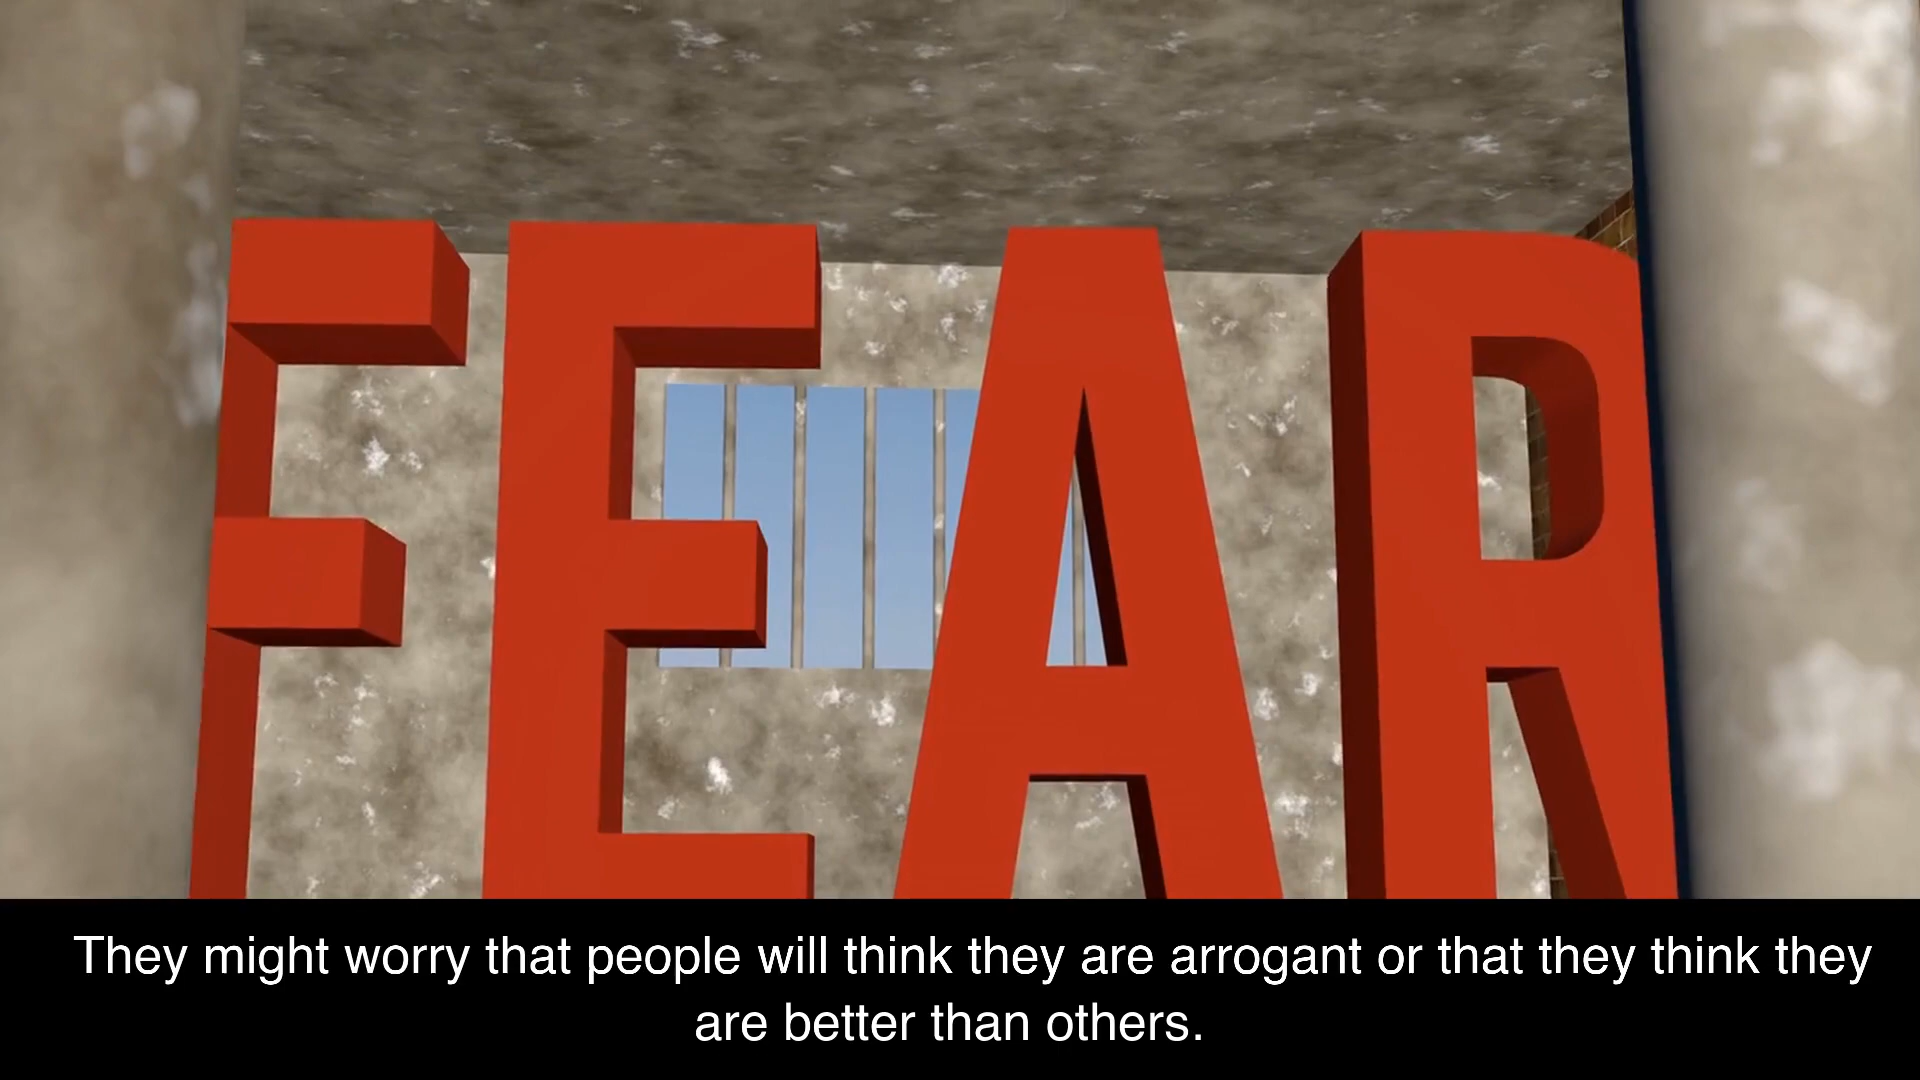 FEAR
They might worry that people will think they are arrogant or that they think they
are better than others.